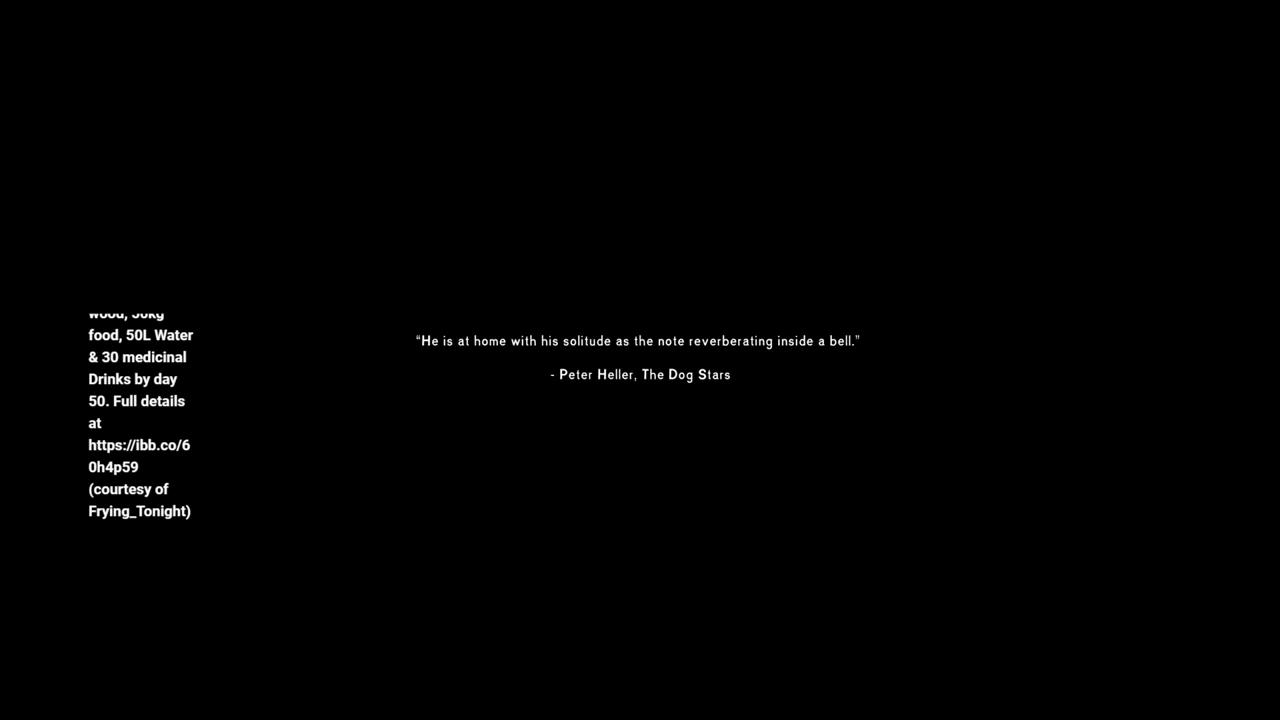 wood, 50kg
food, 50L Water
& 30 medicinal
Drinks by day
50. Full details
at
https://ibb.co/6
0h4p59
(courtesy of
Frying_Tonight)
“He is at home with his solitude as the note reverberating inside a bell.”
- Peter Heller, The Dog Stars